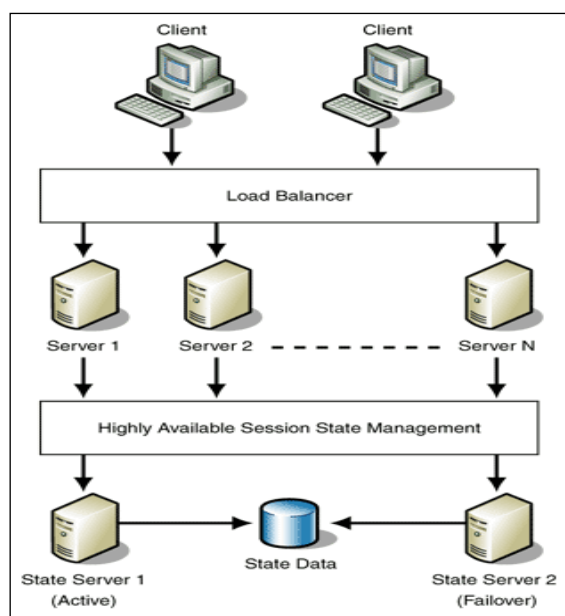 Client
Client
Load Balancer
Server 1
Server 2
Server N
Highly Available Session State Management
State Server 1
(Active)
State Data
State Server 2
(Failover)